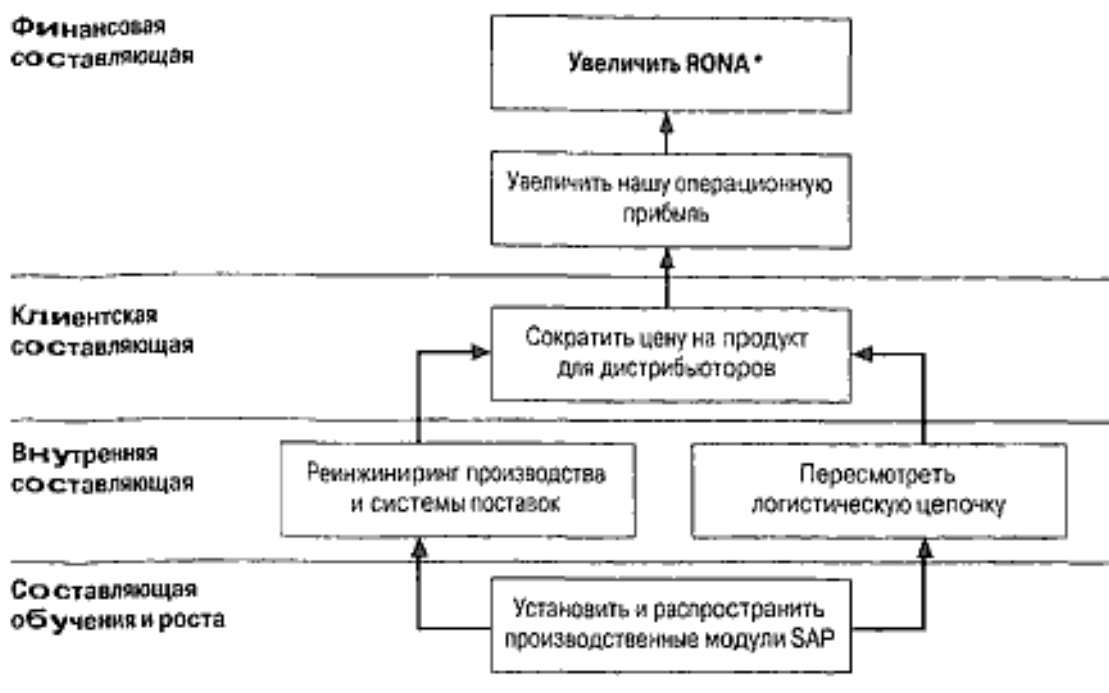 Финансовая
составляющая
Увеличить RONA*
Увеличить нашу операционную
прибыль
Клиентская
составляющая
Сократить цену на продукт
для дистрибьюторов
Внутренняя
составляющая
Реинжиниринг производства
и системы поставок
Пересмотреть
логистическую цепочку
Составляющая
обучения и роста
Установить и распространить
производственные модули SAP